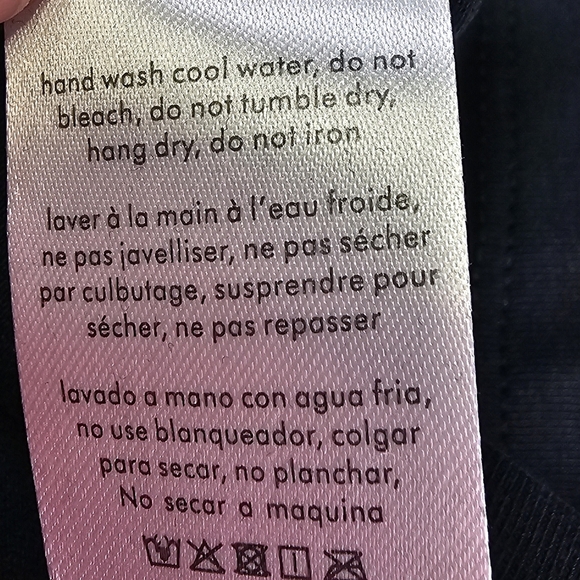 hand wash cool water, do not
bleach, do not tumble dry,
hang dry, do not iron
laver à la main à l'eau froide,
ne pas javelliser, ne pas sécher
par culbutage, susprendre pour
sécher, ne pas repasser
lavado a mano con agua fria,
no use blanqueador, colgar
para secar, no planchar,
No secar a maquina